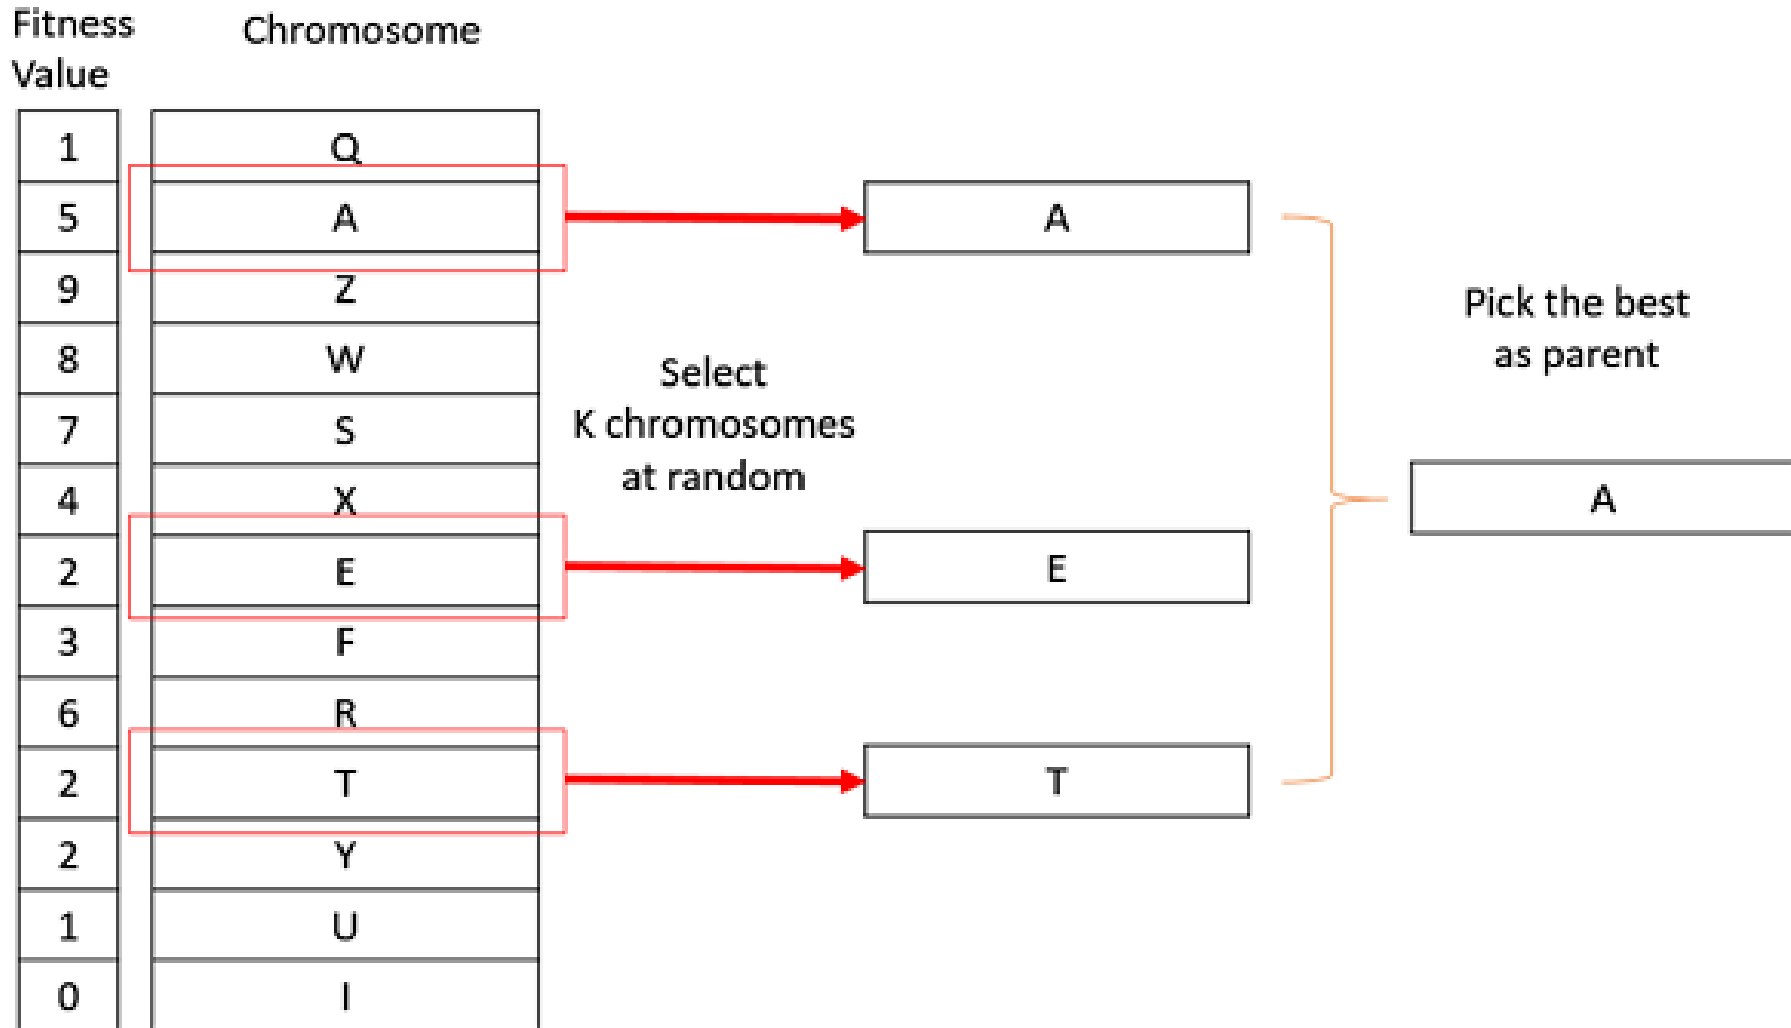 Fitness
Value
Chromosome
1 Q
5 A
9 Z
8 W
7 S
4 X
2 E
3 F
6 R
2 T
2 Y
1 U
0 I
Select
K chromosomes
at random
A
E
T
Pick the best
as parent
A